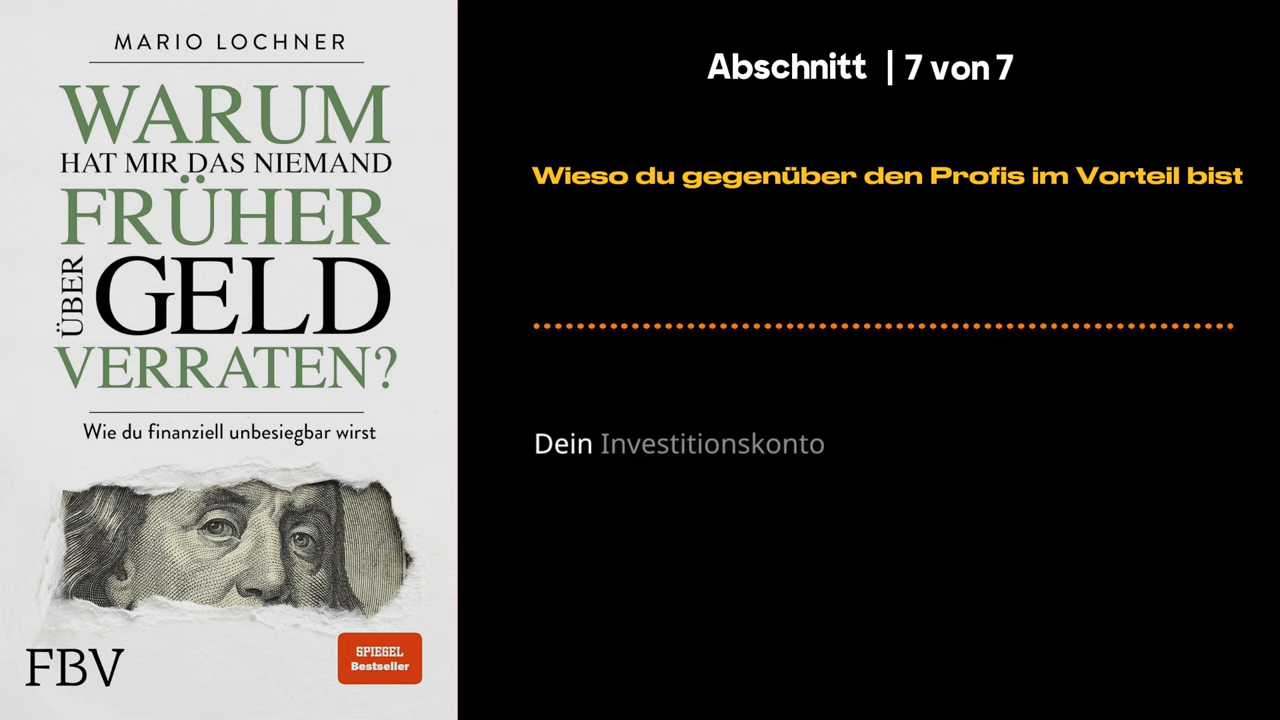 MARIO LOCHNER
WARUM
HAT MIR DAS NIEMAND
FRÜHER
ÜBER GELD
VERRATEN?
Wie du finanziell unbesiegbar wirst
SPIEGEL
Bestseller
FBV
Abschnitt | 7 von 7
Wieso du gegenüber den Profis im Vorteil bist
Dein Investitionskonto